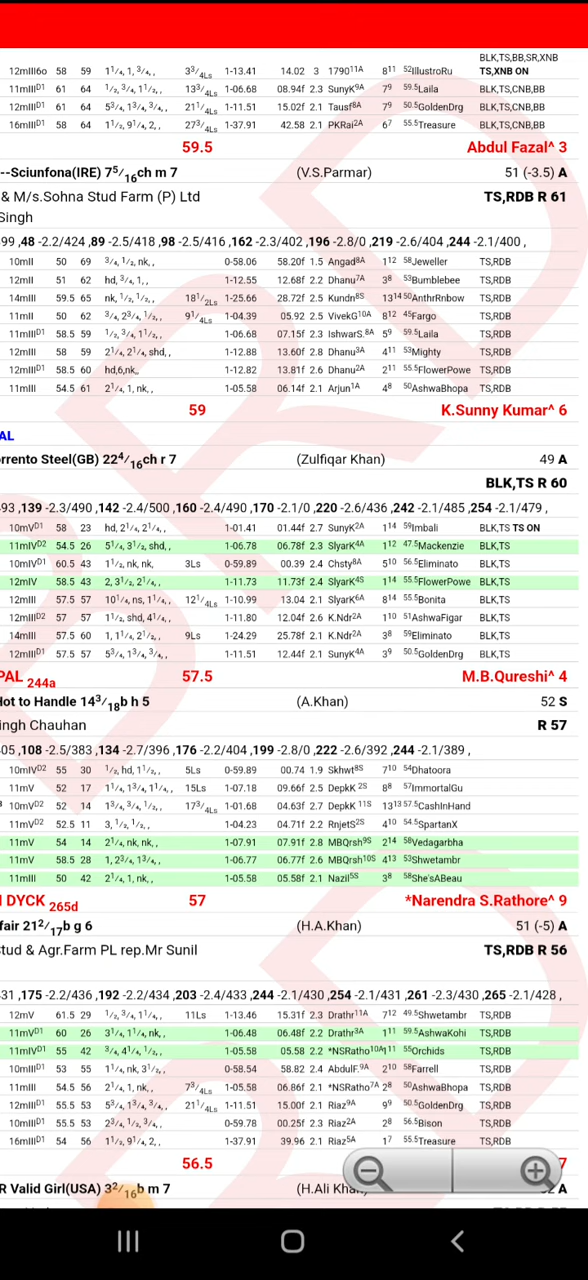 BLK,TS,BB,SR,XNB
12mIII6o 58 59 1¹/₄, 1, ³/₄,, 3³/₄Ls 1-13.41 14.02 3 1790¹¹ᴬ 8¹¹ ⁵²IllustroRu TS,XNB ON
11mIIIᴰ¹ 61 64 ¹/₂, ³/₄, 1¹/₂,, 13³/₄Ls 1-06.68 08.94f 2.3 SunyK⁹ᴬ 7⁹ ⁵⁹·⁵Laila BLK,TS,CNB,BB
12mIIIᴰ¹ 61 64 5³/₄, 1³/₄, 3³/₄,, 21¹/₄Ls 1-11.51 15.02f 2.1 Tausf⁸ᴬ 7⁹ ⁵⁰·⁵GoldenDrg BLK,TS,CNB,BB
16mIIIᴰ¹ 58 64 1¹/₂, 9¹/₄, 2,, 27³/₄Ls 1-37.91 42.58 2.1 PKRai²ᴬ 6⁷ ⁵⁵·⁵Treasure BLK,TS,CNB,BB
59.5 Abdul Fazal^ 3
--Sciunfona(IRE) 7⁵/₁₆ch m 7 (V.S.Parmar) 51 (-3.5) A
& M/s.Sohna Stud Farm (P) Ltd TS,RDB R 61
Singh
99 ,48 -2.2/424 ,89 -2.5/418 ,98 -2.5/416 ,162 -2.3/402 ,196 -2.8/0 ,219 -2.6/404 ,244 -2.1/400 ,
10mII 50 69 ³/₄, ¹/₂, nk,, 0-58.06 58.20f 1.5 Angad⁸ᴬ 1¹² ⁵⁸Jeweller TS,RDB
12mII 51 62 hd, ³/₄, 1,, 1-12.55 12.68f 2.2 Dhanu⁷ᴬ 3⁸ ⁵³Bumblebee TS,RDB
14mIII 59.5 65 nk, ¹/₂, ¹/₂,, 18¹/₂Ls 1-25.66 28.72f 2.5 Kundn⁸ˢ 13¹⁴ ⁵⁰AnthrRnbow TS,RDB
11mII 50 62 ³/₄, 2³/₄, ¹/₂,, 9¹/₄Ls 1-04.39 05.92 2.5 VivekG¹⁰ᴬ 8¹² ⁴⁵Fargo TS,RDB
11mIIIᴰ¹ 58.5 59 ¹/₂, ³/₄, 1¹/₂,, 1-06.68 07.15f 2.3 IshwarS.⁸ᴬ 5⁹ ⁵⁹·⁵Laila TS,RDB
12mIII 58 59 2¹/₄, 2¹/₄, shd,, 1-12.88 13.60f 2.8 Dhanu³ᴬ 4¹¹ ⁵³Mighty TS,RDB
12mIIIᴰ¹ 58.5 60 hd,6,nk,, 1-12.82 13.81f 2.6 Dhanu²ᴬ 2¹¹ ⁵⁵·⁵FlowerPowe TS,RDB
11mIII 54.5 61 2¹/₄, 1, nk,, 1-05.58 06.14f 2.1 Arjun¹ᴬ 4⁸ ⁵⁰AshwaBhopa TS,RDB
59 K.Sunny Kumar^ 6
AL
rrento Steel(GB) 22⁴/₁₆ch r 7 (Zulfiqar Khan) 49 A
BLK,TS R 60
93 ,139 -2.3/490 ,142 -2.4/500 ,160 -2.4/490 ,170 -2.1/0 ,220 -2.6/436 ,242 -2.1/485 ,254 -2.1/479 ,
10mVᴰ¹ 58 23 hd, 2¹/₄, 2¹/₄,, 1-01.41 01.44f 2.7 SunyK²ᴬ 1¹⁴ ⁵⁹Imbali BLK,TS TS ON
11mIVᴰ² 54.5 26 5¹/₄, 3¹/₂, shd,, 1-06.78 06.78f 2.3 SlyarK⁴ᴬ 1¹² ⁴⁷·⁵Mackenzie BLK,TS
10mIVᴰ¹ 60.5 43 1¹/₂, nk, nk, 3Ls 0-59.89 00.39 2.4 Chsty⁸ᴬ 5¹⁰ ⁵⁶·⁵Eliminato BLK,TS
12mIV 58.5 43 2, 3¹/₂, 2¹/₄,, 1-11.73 11.73f 2.4 SlyarK⁴ˢ 1¹⁴ ⁵⁵·⁵FlowerPowe BLK,TS
12mIII 57.5 57 10¹/₄, ns, 1¹/₄,, 12¹/₄Ls 1-10.99 13.04 2.1 SlyarK⁶ᴬ 8¹⁴ ⁵⁵·⁵Bonita BLK,TS
12mIIIᴰ² 57 57 1¹/₂, shd, 4¹/₄,, 1-11.80 12.04f 2.6 K.Ndr²ᴬ 1¹⁰ ⁵¹AshwaFigar BLK,TS
14mIII 57.5 60 1, 1¹/₄, 2¹/₂,, 9Ls 1-24.29 25.78f 2.1 K.Ndr²ᴬ 3⁸ ⁵⁹Eliminato BLK,TS
12mIIIᴰ¹ 57.5 57 5³/₄, 1³/₄, 3³/₄,, 1-11.51 12.44f 2.1 SunyK⁴ᴬ 3⁹ ⁵⁰·⁵GoldenDrg BLK,TS
PAL 244a 57.5 M.B.Qureshi^ 4
Hot to Handle 14³/₁₈b h 5 (A.Khan) 52 S
ingh Chauhan R 57
05 ,108 -2.5/383 ,134 -2.7/396 ,176 -2.2/404 ,199 -2.8/0 ,222 -2.6/392 ,244 -2.1/389 ,
10mIVᴰ² 55 30 ¹/₂, hd, 1¹/₂,, 5Ls 0-59.89 00.74 1.9 Skhwt⁸ˢ 7¹⁰ ⁵⁴Dhatoora
11mV 52 17 1¹/₄, 1³/₄, 1¹/₄,, 15Ls 1-07.18 09.66f 2.5 DepkK ²ˢ 8⁸ ⁵⁷ImmortalGu
10mVᴰ² 52 14 1³/₄, ³/₄, ¹/₂,, 17³/₄Ls 1-01.68 04.63f 2.7 DepkK ¹¹ˢ 13¹³ ⁵⁷·⁵CashInHand
11mVᴰ² 52.5 11 3, ¹/₂, ¹/₂,, 1-04.23 04.71f 2.2 RnjetS²ˢ 4¹⁰ ⁵⁴·⁵SpartanX
11mV 54 14 2¹/₄, nk, nk,, 1-07.91 07.91f 2.8 MBQrsh⁹ˢ 2¹⁴ ⁵⁸Vedagarbha
11mV 58.5 28 1, 2³/₄, 1³/₄,, 1-06.77 06.77f 2.6 MBQrsh¹⁰ˢ 4¹³ ⁵³Shwetambr
11mIII 50 42 2¹/₄, 1, nk,, 1-05.58 05.58f 2.1 Nazil⁵ˢ 3⁸ ⁵⁸She'sABeau
DYCK 265d 57 *Narendra S.Rathore^ 9
fair 21²/₁₇b g 6 (H.A.Khan) 51 (-5) A
tud & Agr.Farm PL rep.Mr Sunil TS,RDB R 56
31 ,175 -2.2/436 ,192 -2.2/434 ,203 -2.4/433 ,244 -2.1/430 ,254 -2.1/431 ,261 -2.3/430 ,265 -2.1/428 ,
12mV 61.5 29 ¹/₂, ³/₄, 1¹/₄,, 11Ls 1-13.46 15.31f 2.3 Drathr¹¹ᴬ 7¹² ⁴⁹·⁵Shwetambr TS,RDB
11mVᴰ¹ 60 26 3¹/₄, 1¹/₄, nk,, 1-06.48 06.48f 2.2 Drathr³ᴬ 1¹¹ ⁵⁹·⁵AshwaKohi TS,RDB
11mIVᴰ¹ 55 42 ³/₄, 4¹/₄, ¹/₂,, 1-05.58 05.58 2.2 *NSRatho¹⁰ᴬ ⁵⁵Orchids TS,RDB
10mIIIᴰ¹ 53 55 1¹/₄, nk, 3¹/₄,, 0-58.54 58.82 2.4 AbdulF.⁹ᴬ 2¹⁰ ⁵⁸Farrell TS,RDB
11mIII 54.5 56 2¹/₄, 1, nk,, 7³/₄Ls 1-05.58 06.86f 2.1 *NSRatho⁷ᴬ 2⁸ ⁵⁰AshwaBhopa TS,RDB
12mIIIᴰ¹ 55.5 53 5³/₄, 1³/₄, 3³/₄,, 21¹/₄Ls 1-11.51 15.00f 2.1 Riaz⁹ᴬ 9⁹ ⁵⁰·⁵GoldenDrg TS,RDB
10mIIIᴰ¹ 55.5 53 2³/₄, ¹/₂, 3³/₄,, 0-59.78 00.25f 2.3 Riaz²ᴬ 2⁸ ⁵⁶·⁵Bison TS,RDB
16mIIIᴰ¹ 54 56 1¹/₂, 9¹/₄, 2,, 1-37.91 39.96 2.1 Riaz⁵ᴬ 1⁷ ⁵⁵·⁵Treasure TS,RDB
56.5 7
R Valid Girl(USA) 3²/₁₆b m 7 (H.Ali Khan) A